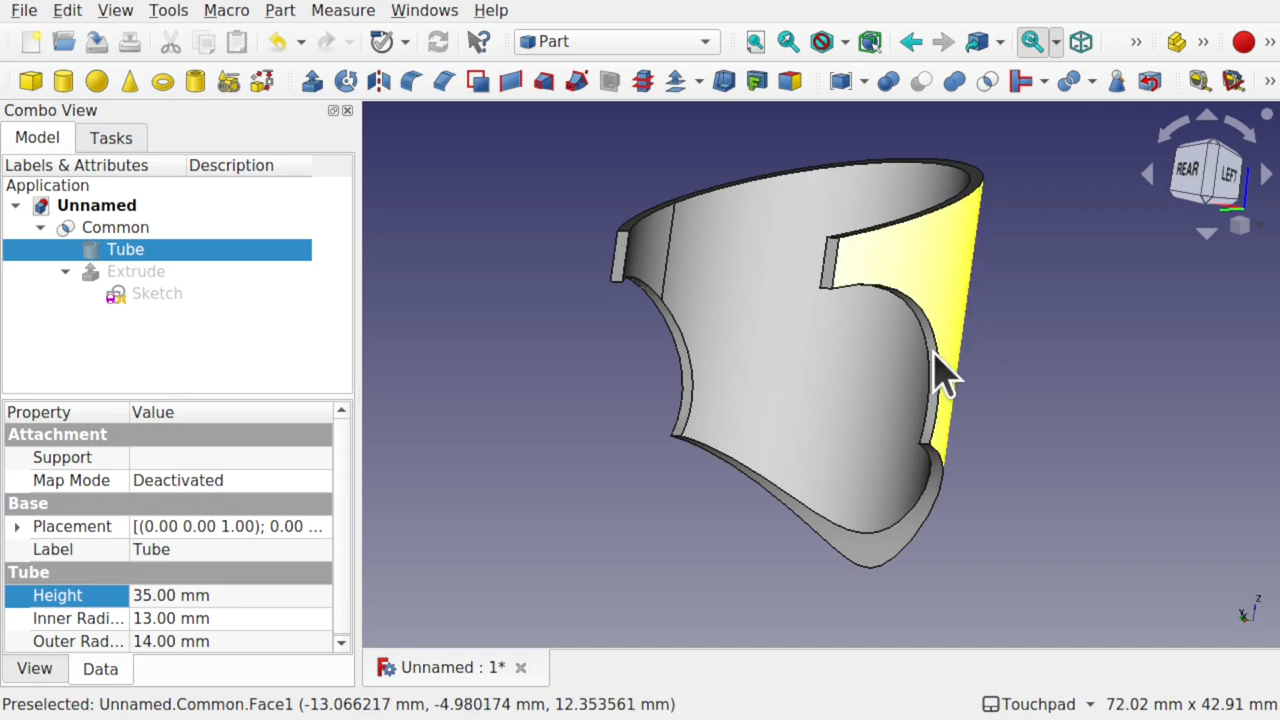 File Edit View Tools Macro Part Measure Windows Help
Part
Combo View
Model Tasks
Labels & Attributes Description
Application
Unnamed
Common
Tube
Extrude
Sketch
REAR LEFT
Property Value
Attachment
Support
Map Mode Deactivated
Base
Placement [(0.00 0.00 1.00); 0.00 ...
Label Tube
Tube
Height 35.00 mm
Inner Radi... 13.00 mm
Outer Rad... 14.00 mm
z
View Data
Unnamed : 1*
Preselected: Unnamed.Common.Face1 (-13.066217 mm, -4.980174 mm, 12.353561 mm) Touchpad 72.02 mm x 42.91 mm